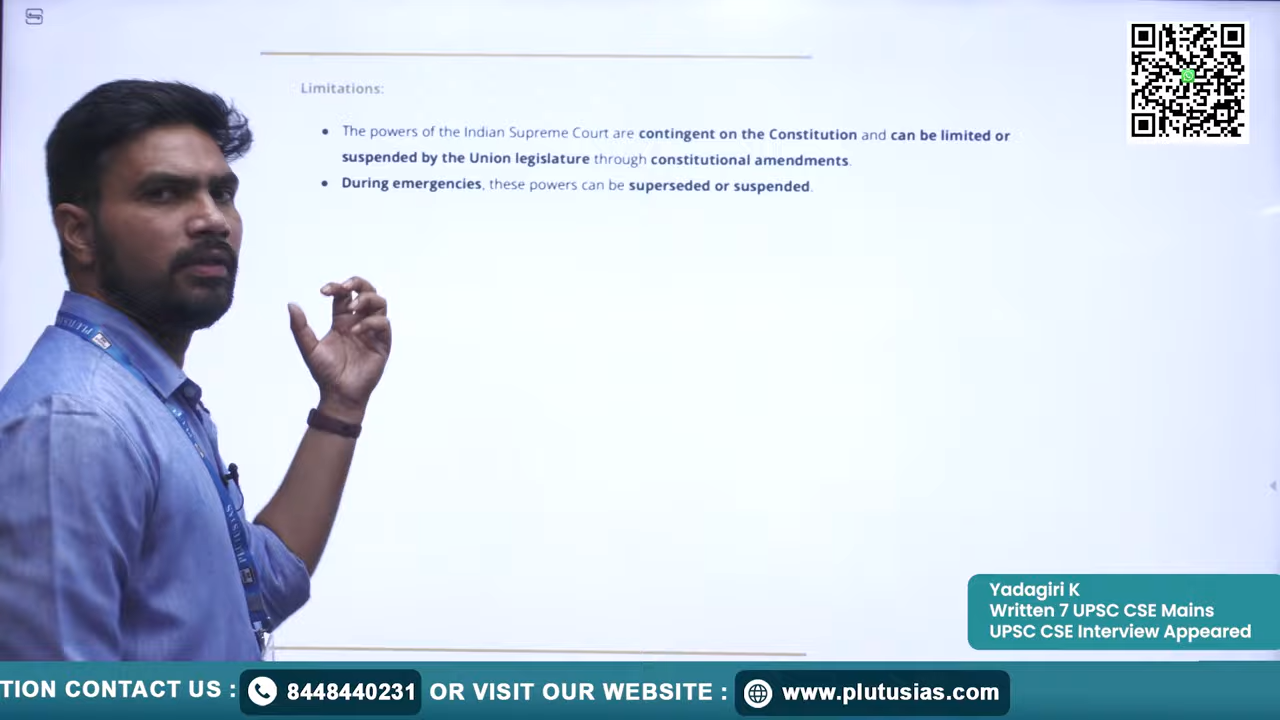 Limitations:
• The powers of the Indian Supreme Court are contingent on the Constitution and can be limited or
suspended by the Union legislature through constitutional amendments.
• During emergencies, these powers can be superseded or suspended.
PLUTUS IAS
Yadagiri K
Written 7 UPSC CSE Mains
UPSC CSE Interview Appeared
TION CONTACT US : 8448440231 OR VISIT OUR WEBSITE : www.plutusias.com